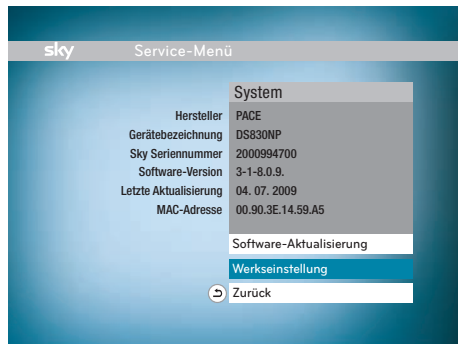 sky Service-Menü
System
Hersteller PACE
Gerätebezeichnung DS830NP
Sky Seriennummer 2000994700
Software-Version 3-1-8.0.9.
Letzte Aktualisierung 04. 07. 2009
MAC-Adresse 00.90.3E.14.59.A5
Software-Aktualisierung
Werkseinstellung
Zurück